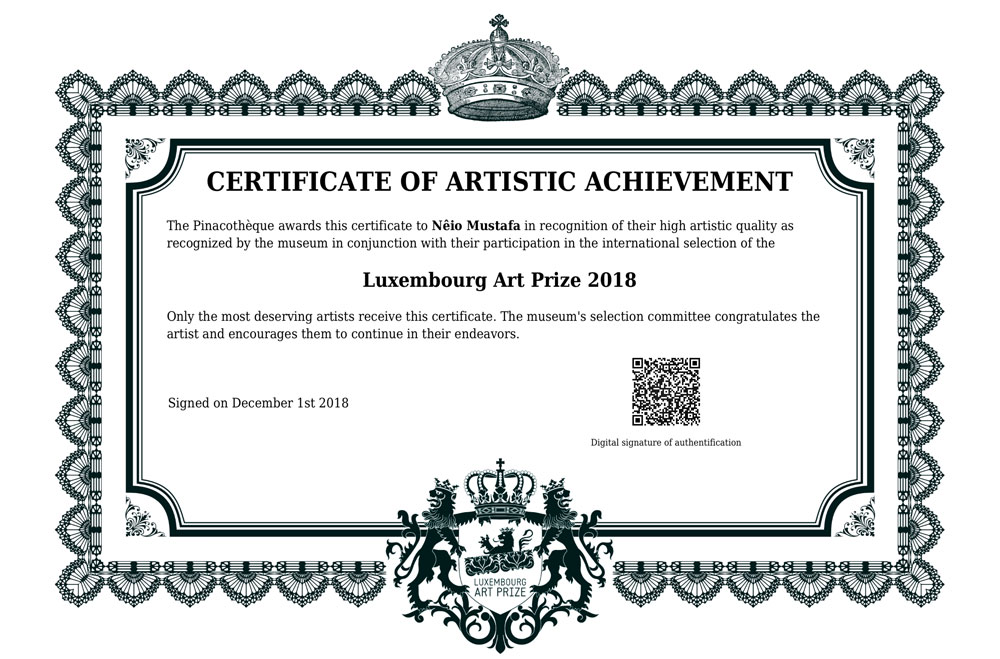 CERTIFICATE OF ARTISTIC ACHIEVEMENT
The Pinacothèque awards this certificate to Nêio Mustafa in recognition of their high artistic quality as
recognized by the museum in conjunction with their participation in the international selection of the
Luxembourg Art Prize 2018
Only the most deserving artists receive this certificate. The museum's selection committee congratulates the
artist and encourages them to continue in their endeavors.
Signed on December 1st 2018
Digital signature of authentification
LUXEMBOURG
ART PRIZE